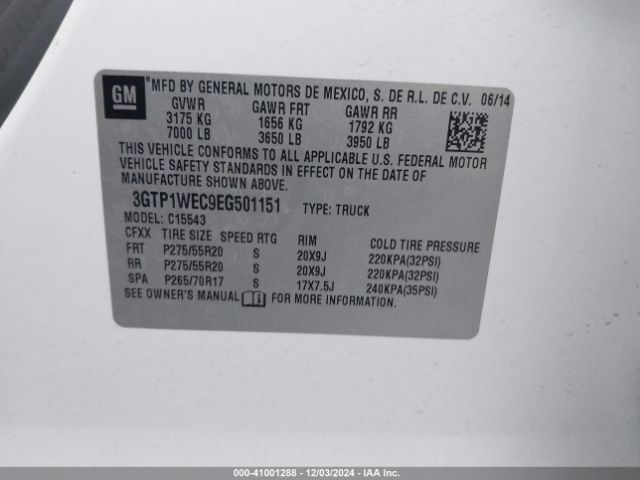 GM
*MFD BY GENERAL MOTORS DE MEXICO, S. DE R.L. DE C.V. 06/14
GVWR GAWR FRT GAWR RR
3175 KG 1656 KG 1792 KG
7000 LB 3650 LB 3950 LB
THIS VEHICLE CONFORMS TO ALL APPLICABLE U.S. FEDERAL MOTOR
VEHICLE SAFETY STANDARDS IN EFFECT ON THE DATE OF
MANUFACTURE SHOWN ABOVE.
3GTP1WEC9EG501151 TYPE: TRUCK
MODEL: C15543
CFXX TIRE SIZE SPEED RTG RIM COLD TIRE PRESSURE
FRT P275/55R20 S 20X9J 220KPA(32PSI)
RR P275/55R20 S 20X9J 220KPA(32PSI)
SPA P265/70R17 S 17X7.5J 240KPA(35PSI)
SEE OWNER'S MANUAL FOR MORE INFORMATION.
000-41001288 - 12/03/2024 - IAA Inc.